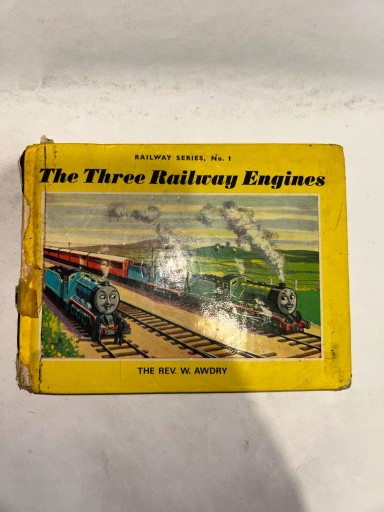 RAILWAY SERIES, No. 1
The Three Railway Engines
THE REV. W. AWDRY